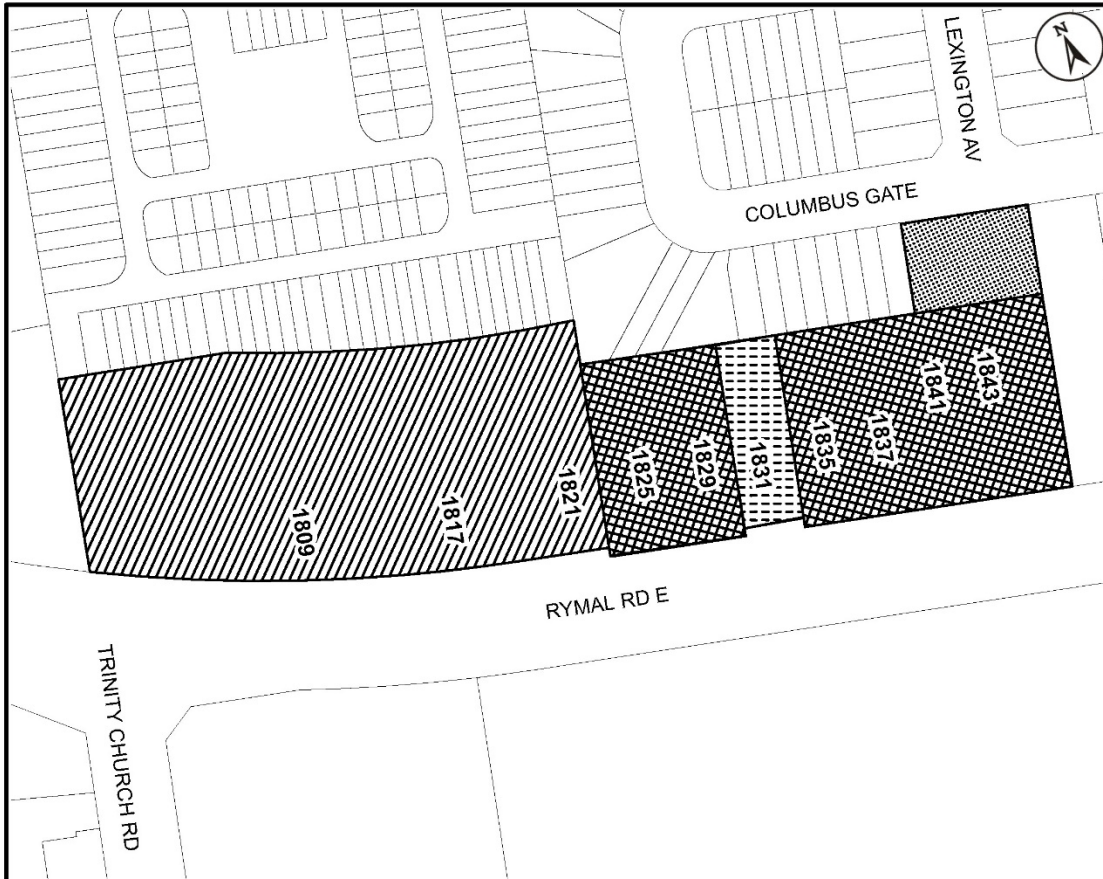 N
LEXINGTON AV
COLUMBUS GATE
1843
1841
1837
1835
1831
1829
1825
1821
1817
1809
RYMAL RD E
TRINITY CHURCH RD